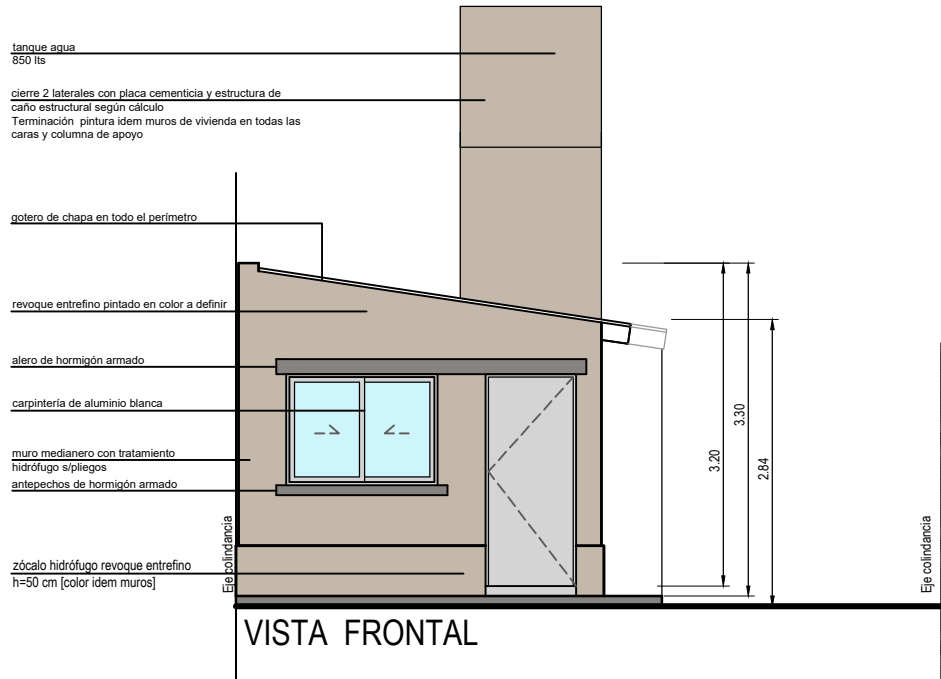 tanque agua
850 lts
cierre 2 laterales con placa cementicia y estructura de
caño estructural según cálculo
Terminación pintura idem muros de vivienda en todas las
caras y columna de apoyo
gotero de chapa en todo el perímetro
revoque entrefino pintado en color a definir
alero de hormigón armado
carpintería de aluminio blanca
muro medianero con tratamiento
hidrófugo s/pliegos
antepechos de hormigón armado
zócalo hidrófugo revoque entrefino
h=50 cm [color idem muros]
Eje colindancia
3.20
3.30
2.84
Eje colindancia
VISTA FRONTAL